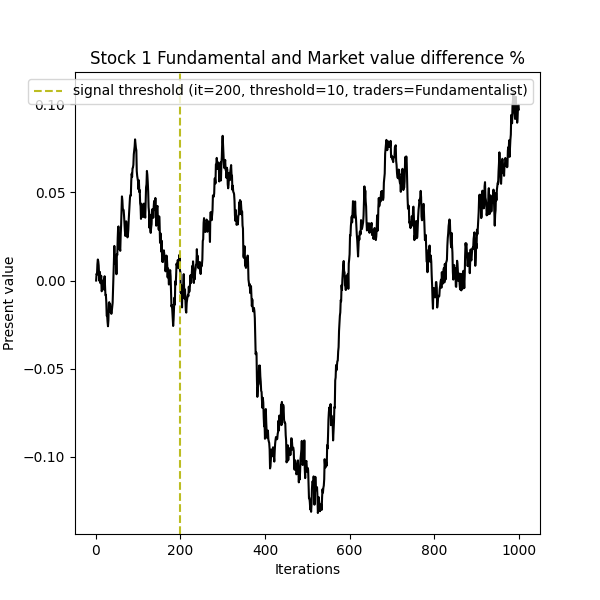 Stock 1 Fundamental and Market value difference %
signal threshold (it=200, threshold=10, traders=Fundamentalist)
0.10
0.05
0.00
−0.05
−0.10
Present value
0
200
400
600
800
1000
Iterations